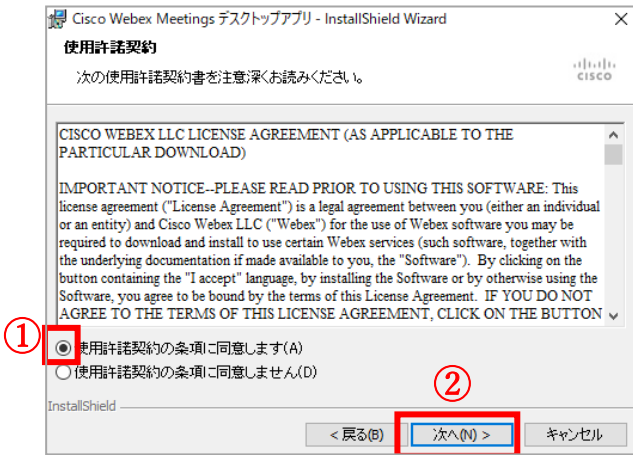 Cisco Webex Meetings デスクトップアプリ - InstallShield Wizard
使用許諾契約
次の使用許諾契約書を注意深くお読みください。
CISCO
CISCO WEBEX LLC LICENSE AGREEMENT (AS APPLICABLE TO THE
PARTICULAR DOWNLOAD)
IMPORTANT NOTICE--PLEASE READ PRIOR TO USING THIS SOFTWARE: This
license agreement ("License Agreement") is a legal agreement between you (either an individual
or an entity) and Cisco Webex LLC ("Webex") for the use of Webex software you may be
required to download and install to use certain Webex services (such software, together with
the underlying documentation if made available to you, the "Software"). By clicking on the
button containing the "I accept" language, by installing the Software or by otherwise using the
Software, you agree to be bound by the terms of this License Agreement. IF YOU DO NOT
AGREE TO THE TERMS OF THIS LICENSE AGREEMENT, CLICK ON THE BUTTON
① 使用許諾契約の条項に同意します(A)
使用許諾契約の条項に同意しません(D)
②
InstallShield
< 戻る(B) 次へ(N) > キャンセル